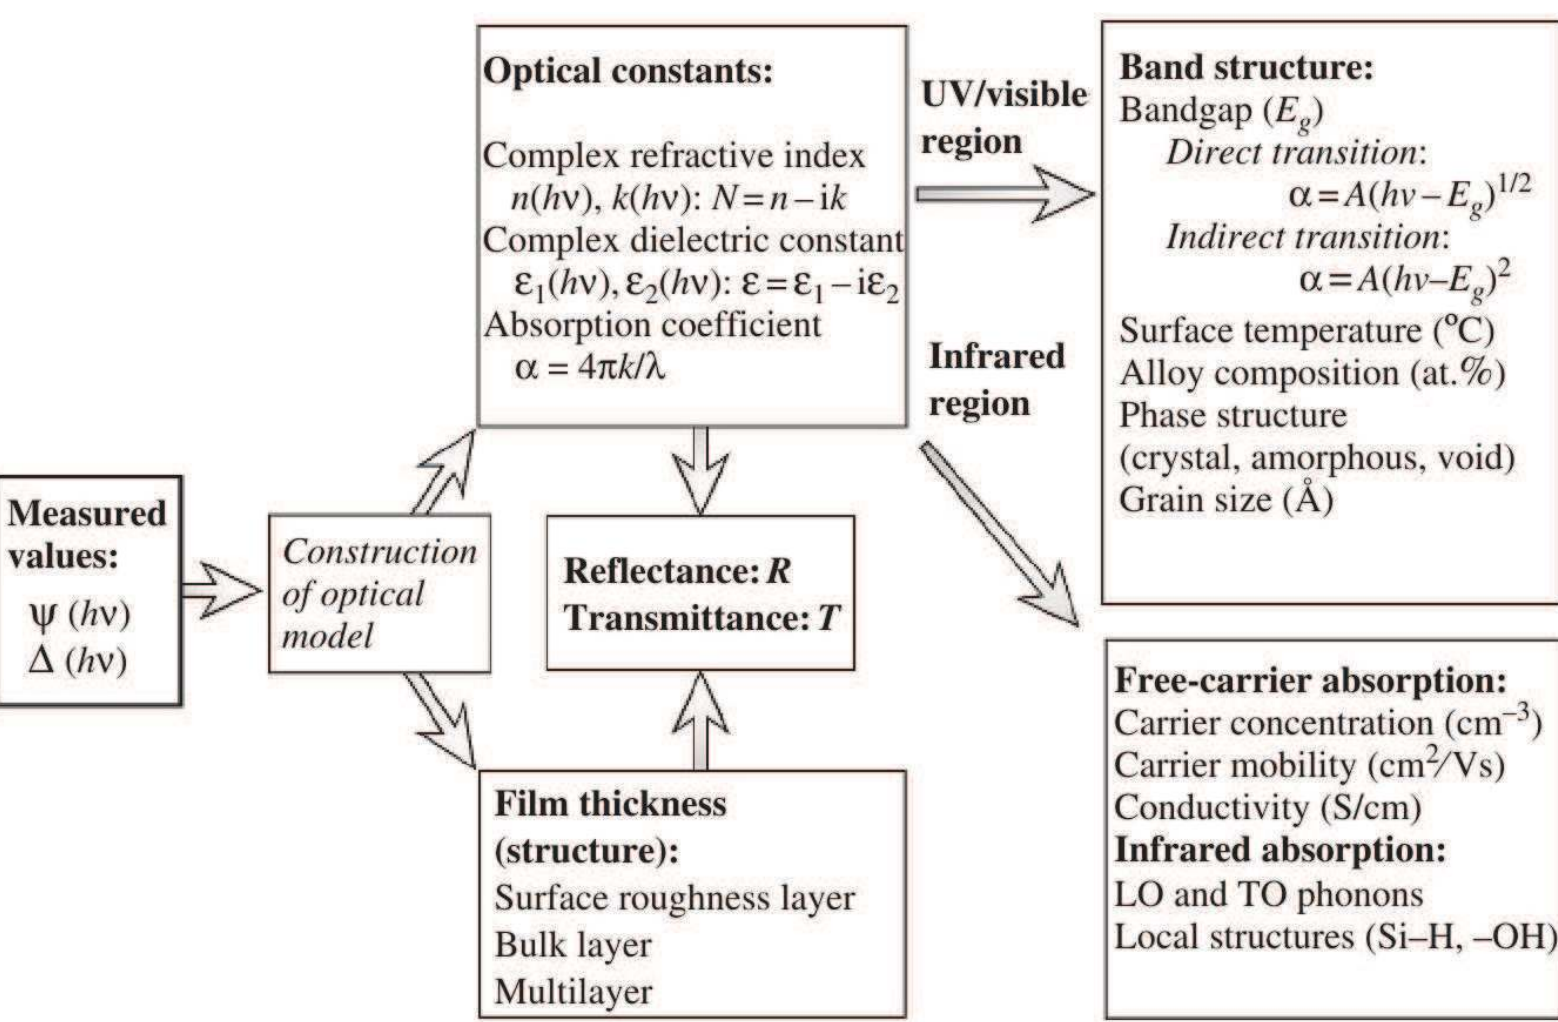 Measured
values:
ψ (hν)
Δ (hν)
Construction
of optical
model
Optical constants:
Complex refractive index
n(hν), k(hν): N = n – ik
Complex dielectric constant
ε₁(hν), ε₂(hν): ε = ε₁ – iε₂
Absorption coefficient
α = 4πk/λ
Reflectance: R
Transmittance: T
Film thickness
(structure):
Surface roughness layer
Bulk layer
Multilayer
UV/visible
region
Infrared
region
Band structure:
Bandgap (E_g)
Direct transition:
α = A(hν – E_g)^1/2
Indirect transition:
α = A(hν–E_g)²
Surface temperature (ºC)
Alloy composition (at.%)
Phase structure
(crystal, amorphous, void)
Grain size (Å)
Free-carrier absorption:
Carrier concentration (cm⁻³)
Carrier mobility (cm²/Vs)
Conductivity (S/cm)
Infrared absorption:
LO and TO phonons
Local structures (Si–H, –OH)